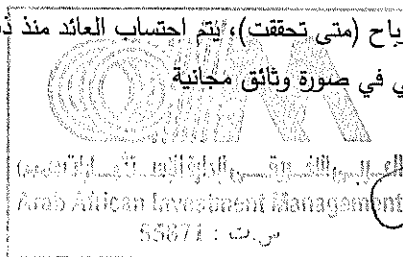 باح (متى تحققت)، يتم احتساب العائد منذ
ي في صورة وثائق مجانية
Arab African Investment Management
س.ت : 55871